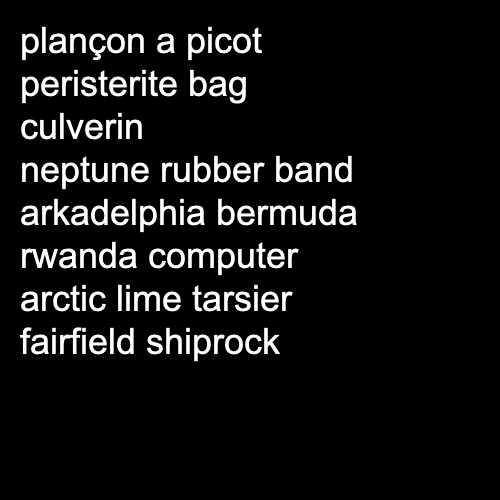 plançon a picot
peristerite bag
culverin
neptune rubber band
arkadelphia bermuda
rwanda computer
arctic lime tarsier
fairfield shiprock